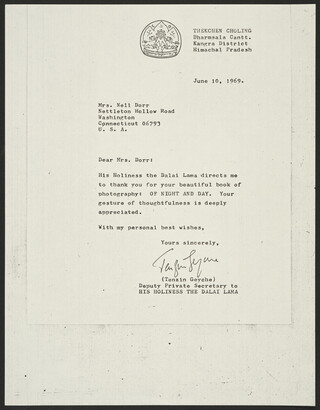 THEKCHEN CHOLING
Dharmsala Cantt.
Kangra District
Himachal Pradesh
June 10, 1969.
Mrs. Nell Dorr
Nettleton Hollow Road
Washington
Connecticut 06793
U. S. A.
Dear Mrs. Dorr:
His Holiness the Dalai Lama directs me
to thank you for your beautiful book of
photography: OF NIGHT AND DAY. Your
gesture of thoughtfulness is deeply
appreciated.
With my personal best wishes,
Yours sincerely,
(Tenzin Geyche)
Deputy Private Secretary to
HIS HOLINESS THE DALAI LAMA